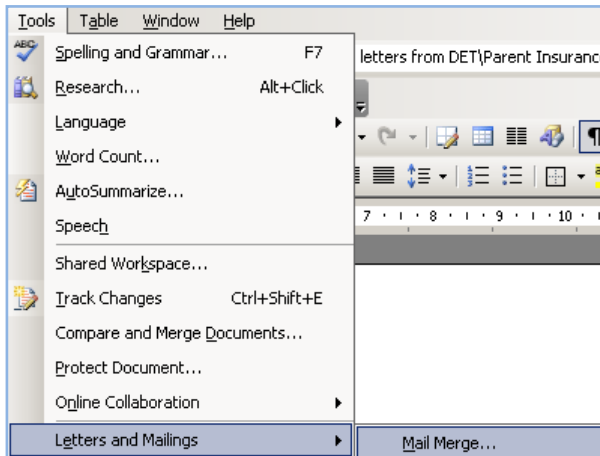 Tools Table Window Help
ABC
Spelling and Grammar... F7
letters from DET\Parent Insuranc
Research... Alt+Click
Language
Word Count...
AutoSummarize...
Speech
7 · ı · 8 · ı · 9 · ı · 10 ·
Shared Workspace...
Track Changes Ctrl+Shift+E
Compare and Merge Documents...
Protect Document...
Online Collaboration
Letters and Mailings
Mail Merge...